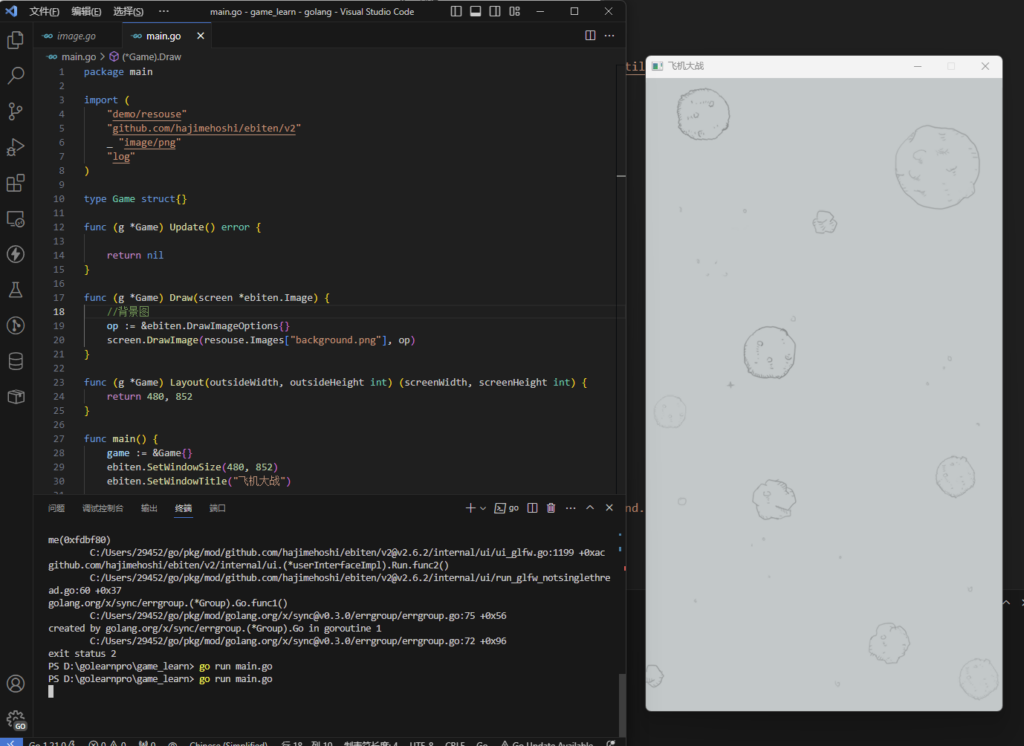 文件(F) 编辑(E) 选择(S) ··· main.go - game_learn - golang - Visual Studio Code
image.go main.go
main.go > (*Game).Draw
1 package main
2
3 import (
4 "demo/resouse"
5 "github.com/hajimehoshi/ebiten/v2"
6 _ "image/png"
7 "log"
8 )
9
10 type Game struct{}
11
12 func (g *Game) Update() error {
13
14 return nil
15 }
16
17 func (g *Game) Draw(screen *ebiten.Image) {
18 //背景图
19 op := &ebiten.DrawImageOptions{}
20 screen.DrawImage(resouse.Images["background.png"], op)
21 }
22
23 func (g *Game) Layout(outsideWidth, outsideHeight int) (screenWidth, screenHeight int) {
24 return 480, 852
25 }
26
27 func main() {
28 game := &Game{}
29 ebiten.SetWindowSize(480, 852)
30 ebiten.SetWindowTitle("飞机大战")
问题 调试控制台 输出 终端 端口 go
me(0xfdbf80)
C:/Users/29452/go/pkg/mod/github.com/hajimehoshi/ebiten/v2@v2.6.2/internal/ui/ui_glfw.go:1199 +0xac
github.com/hajimehoshi/ebiten/v2/internal/ui.(*userInterfaceImpl).Run.func2()
C:/Users/29452/go/pkg/mod/github.com/hajimehoshi/ebiten/v2@v2.6.2/internal/ui/run_glfw_notsinglethre
ad.go:60 +0x37
golang.org/x/sync/errgroup.(*Group).Go.func1()
C:/Users/29452/go/pkg/mod/golang.org/x/sync@v0.3.0/errgroup/errgroup.go:75 +0x56
created by golang.org/x/sync/errgroup.(*Group).Go in goroutine 1
C:/Users/29452/go/pkg/mod/golang.org/x/sync@v0.3.0/errgroup/errgroup.go:72 +0x96
exit status 2
PS D:\golearnpro\game_learn> go run main.go
PS D:\golearnpro\game_learn> go run main.go
GO
Go 1.21.0 0 0 0 Chinese (Simplified) 行 18, 列 10 制表符长度: 4 UTF-8 CRLF Go Go Update Available
til
飞机大战
nd.